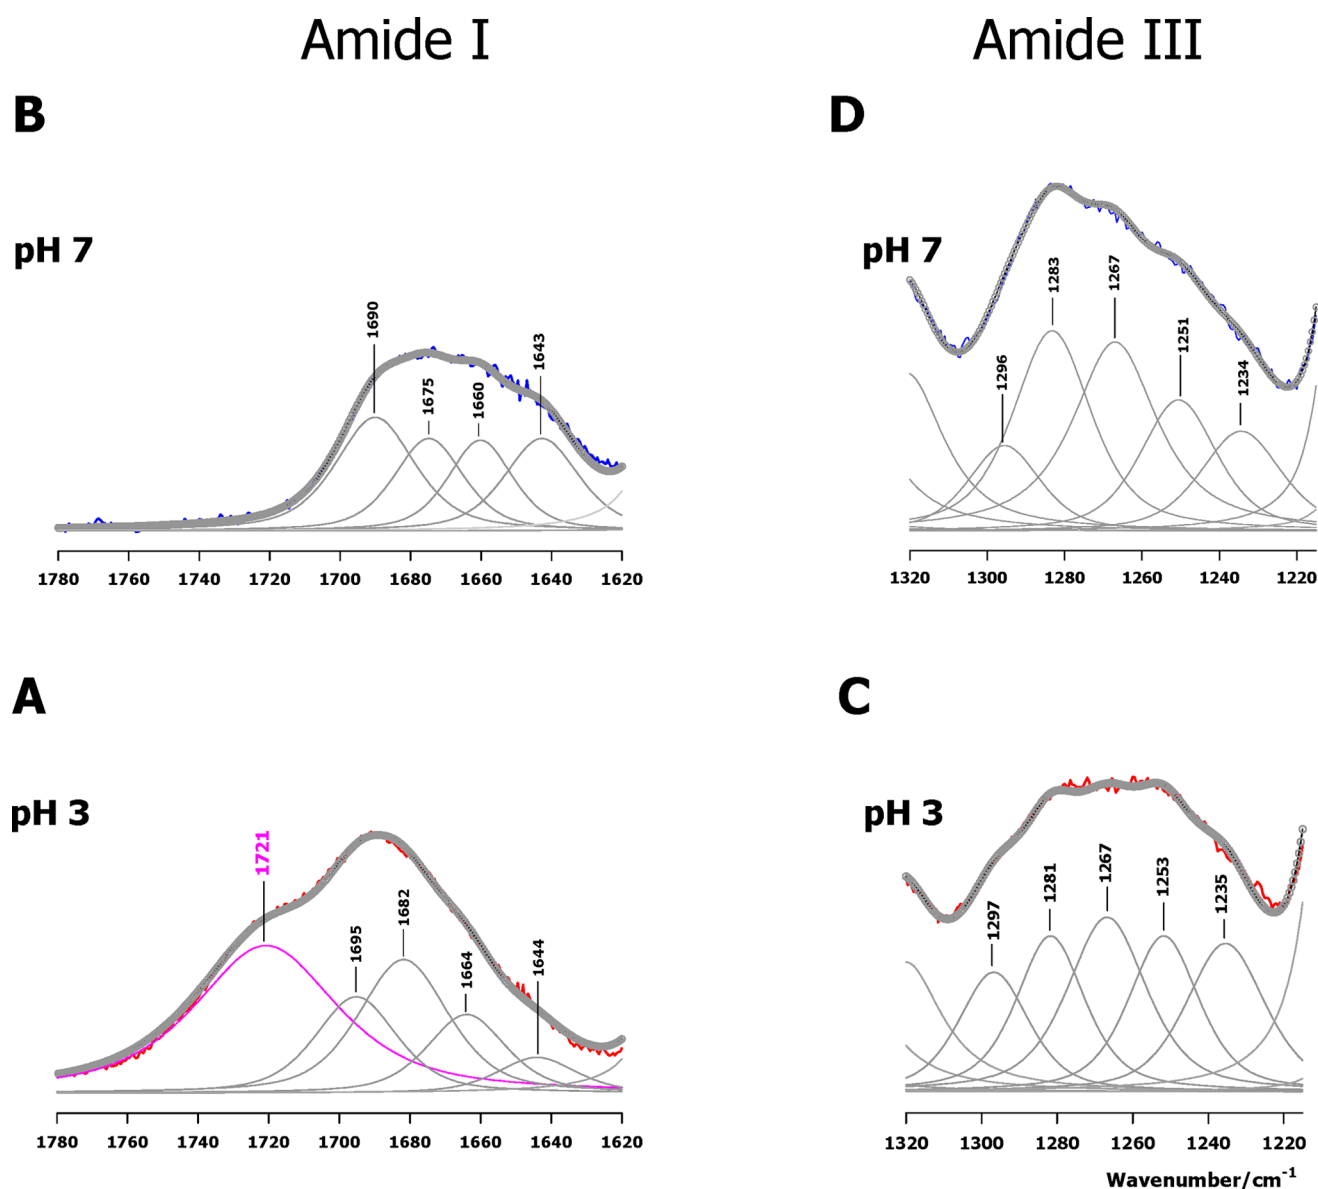 Amide I
Amide III
B
pH 7
1690
1675
1660
1643
1780 1760 1740 1720 1700 1680 1660 1640 1620
D
pH 7
1296
1283
1267
1251
1234
1320 1300 1280 1260 1240 1220
A
pH 3
1721
1695
1682
1664
1644
1780 1760 1740 1720 1700 1680 1660 1640 1620
C
pH 3
1297
1281
1267
1253
1235
1320 1300 1280 1260 1240 1220
Wavenumber/cm⁻¹